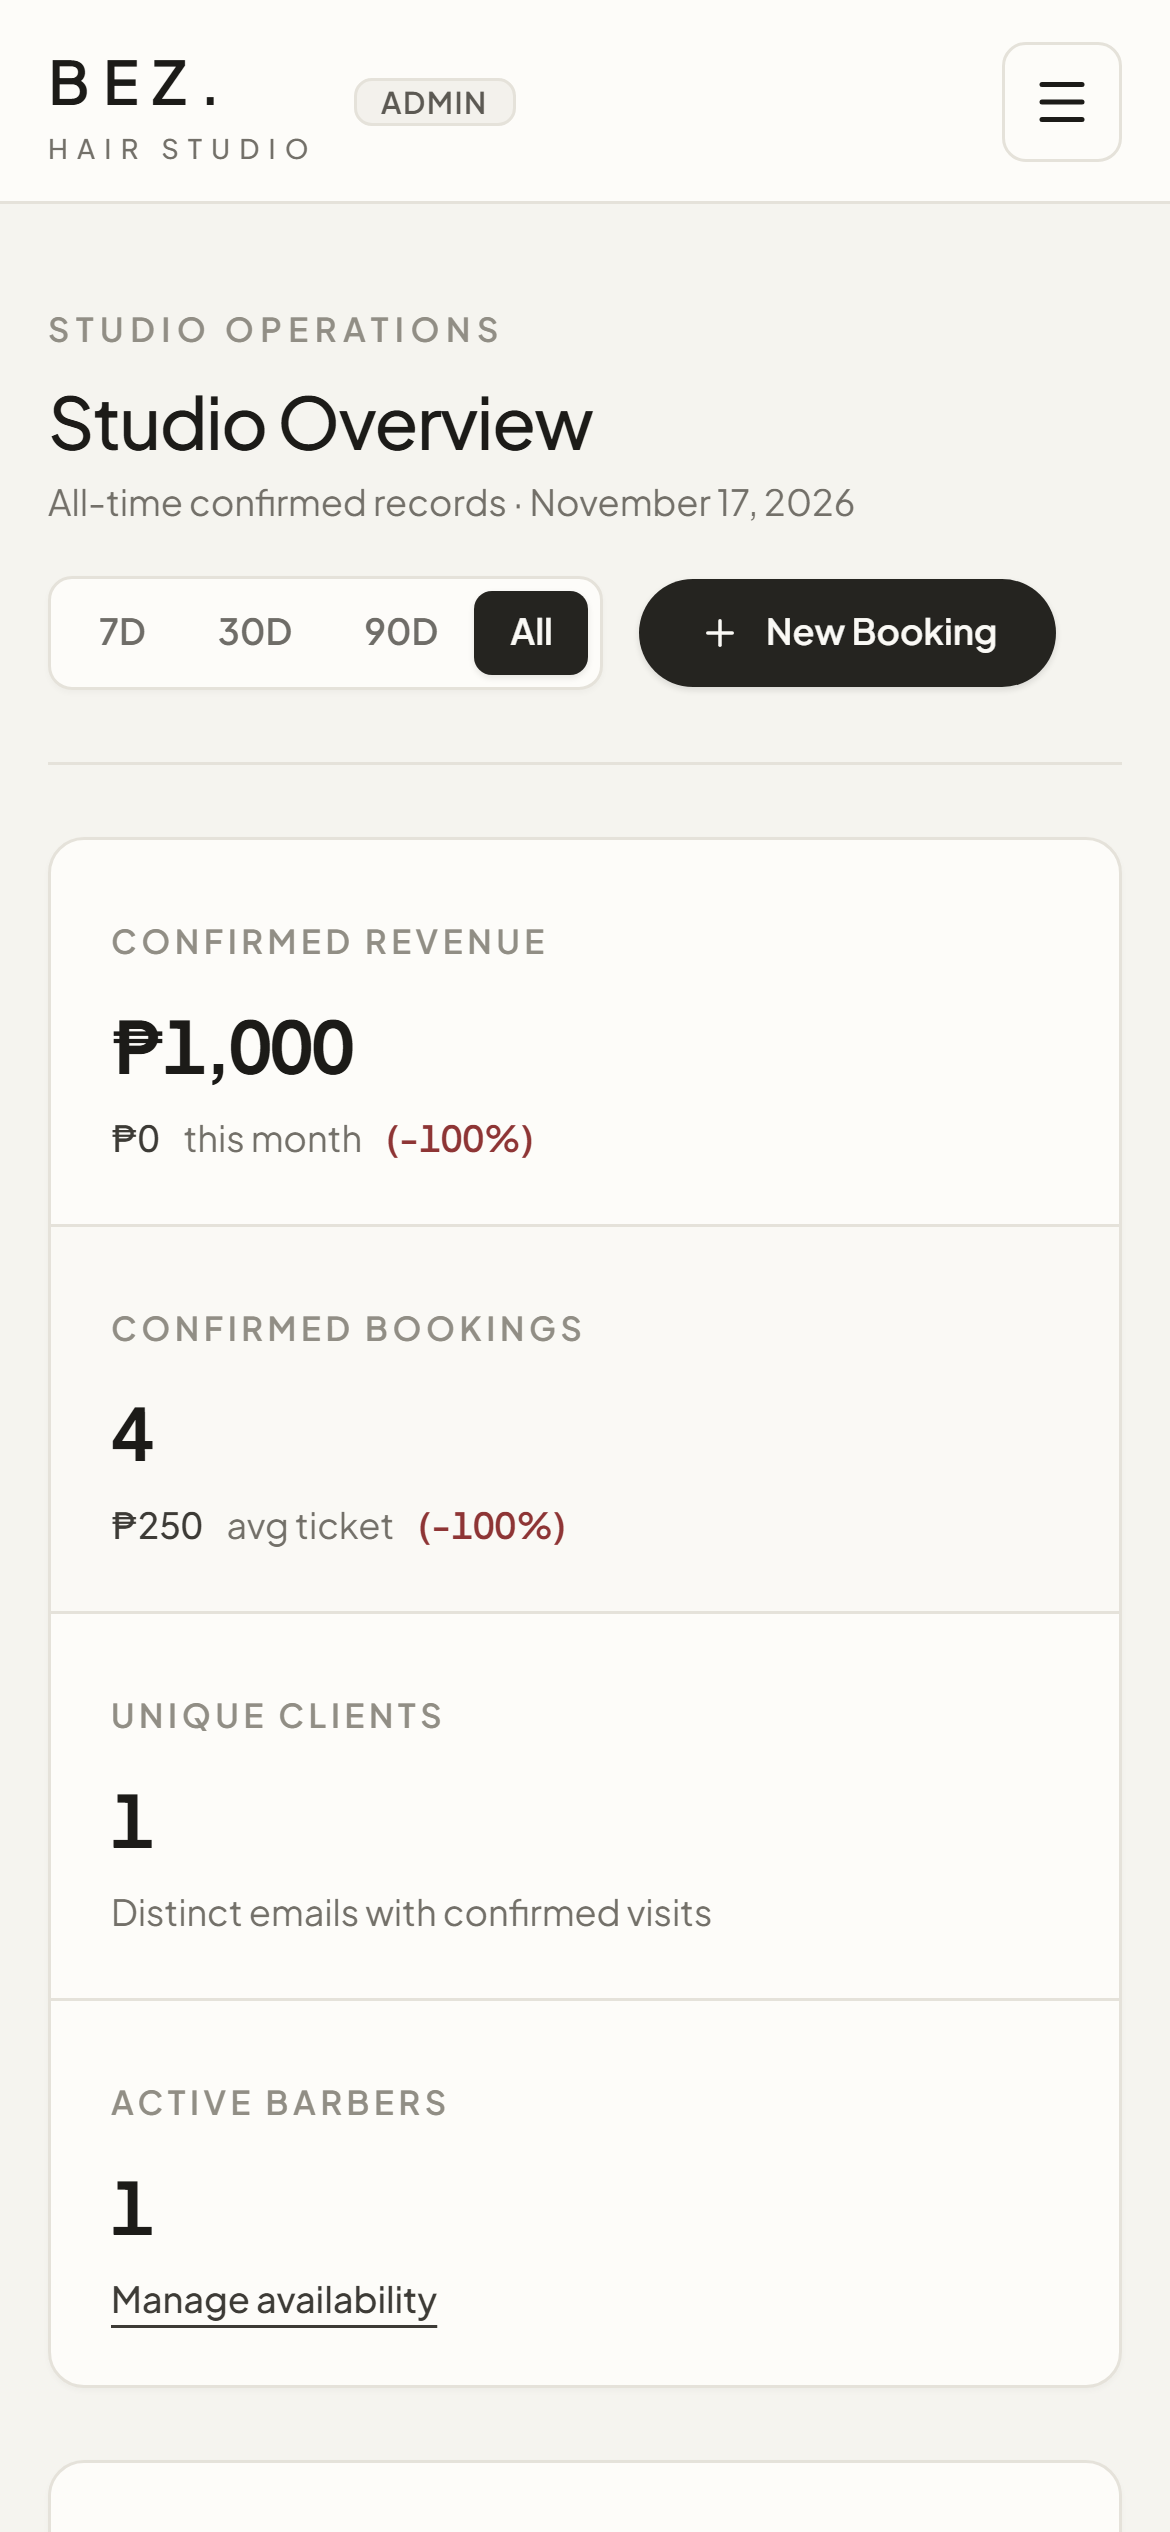 BEZ.
HAIR STUDIO
ADMIN
STUDIO OPERATIONS
Studio Overview
All-time confirmed records · November 17, 2026
7D 30D 90D All
+ New Booking
CONFIRMED REVENUE
₱1,000
₱0 this month (-100%)
CONFIRMED BOOKINGS
4
₱250 avg ticket (-100%)
UNIQUE CLIENTS
1
Distinct emails with confirmed visits
ACTIVE BARBERS
1
Manage availability